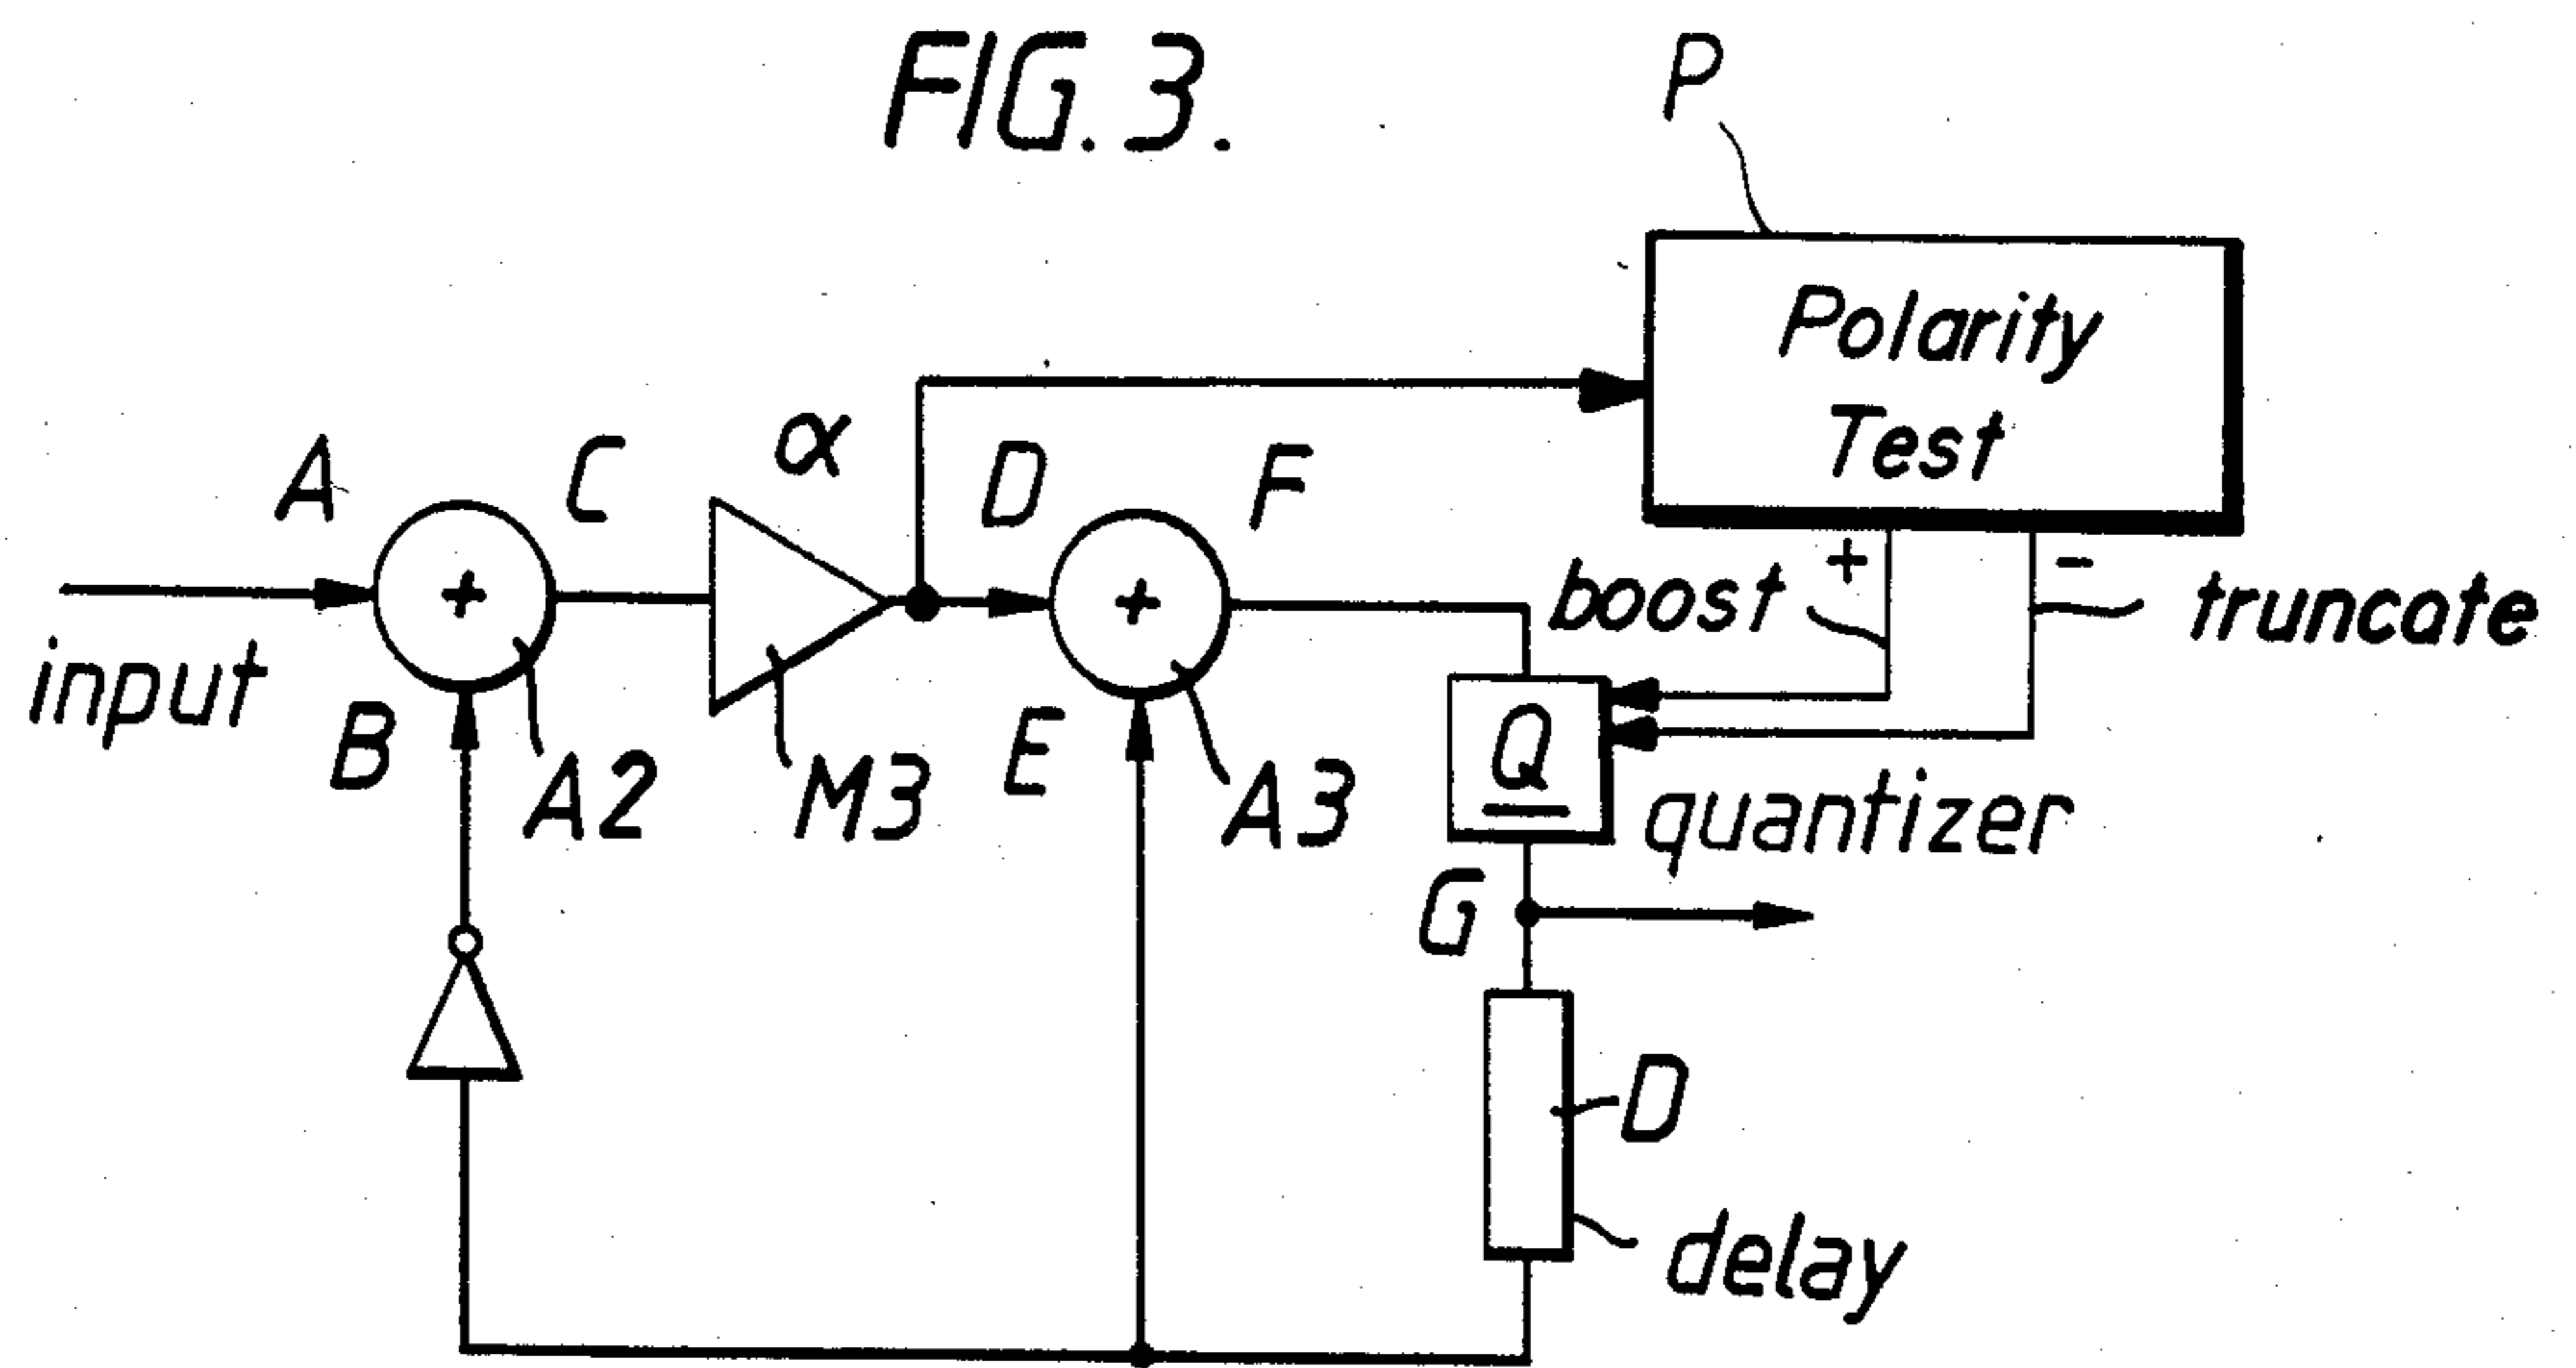 FIG. 3.
P
Polarity
Test
A
C
α
D
F
+
+
input
B
A2
M3
E
A3
boost
+
-
truncate
Q
quantizer
G
D
delay